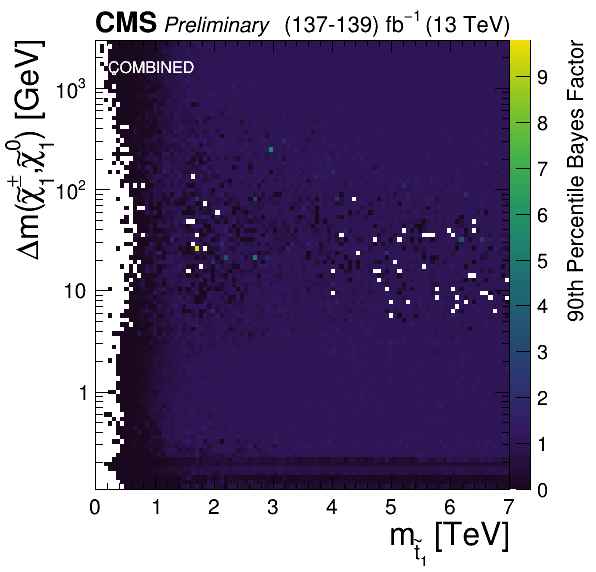 CMS Preliminary (137-139) fb⁻¹ (13 TeV)
COMBINED
Δm(χ̃₁±,χ̃₁⁰) [GeV]
10³
10²
10
1
0 1 2 3 4 5 6 7
m_t̃₁ [TeV]
9
8
7
6
5
4
3
2
1
0
90th Percentile Bayes Factor